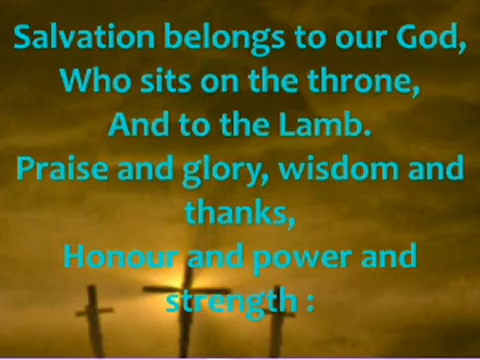 Salvation belongs to our God,
Who sits on the throne,
And to the Lamb.
Praise and glory, wisdom and
thanks,
Honour and power and
strength :